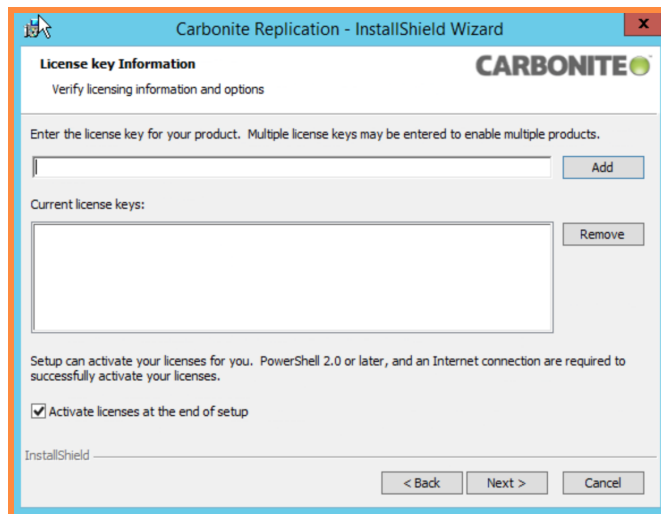 Carbonite Replication - InstallShield Wizard
x
License key Information
CARBONITE
Verify licensing information and options
Enter the license key for your product. Multiple license keys may be entered to enable multiple products.
Add
Current license keys:
Remove
Setup can activate your licenses for you. PowerShell 2.0 or later, and an Internet connection are required to
successfully activate your licenses.
Activate licenses at the end of setup
InstallShield
< Back Next > Cancel